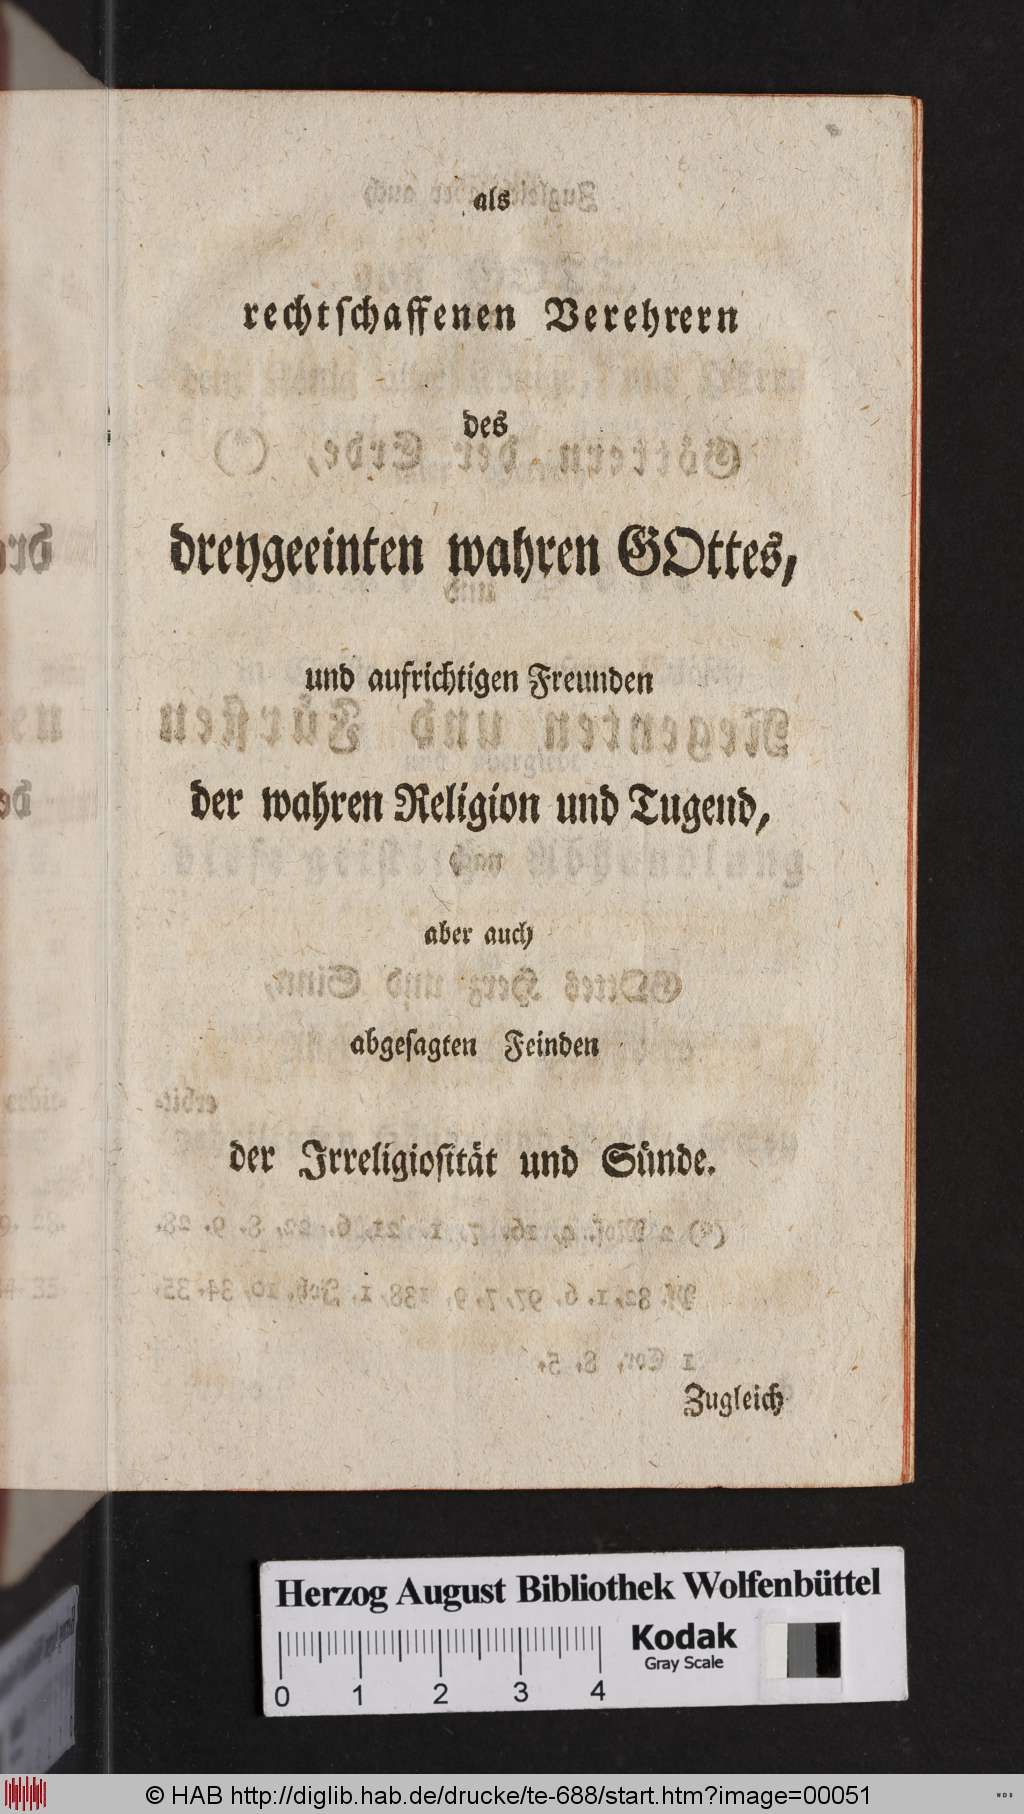 als
rechtschaffenen Verehrern
des
dreygeeinten wahren GOttes,
und aufrichtigen Freunden
der wahren Religion und Tugend,
aber auch
abgesagten Feinden
der Irreligiosität und Sünde.
Zugleich
Herzog August Bibliothek Wolfenbüttel
Kodak
Gray Scale
0 1 2 3 4
© HAB http://diglib.hab.de/drucke/te-688/start.htm?image=00051